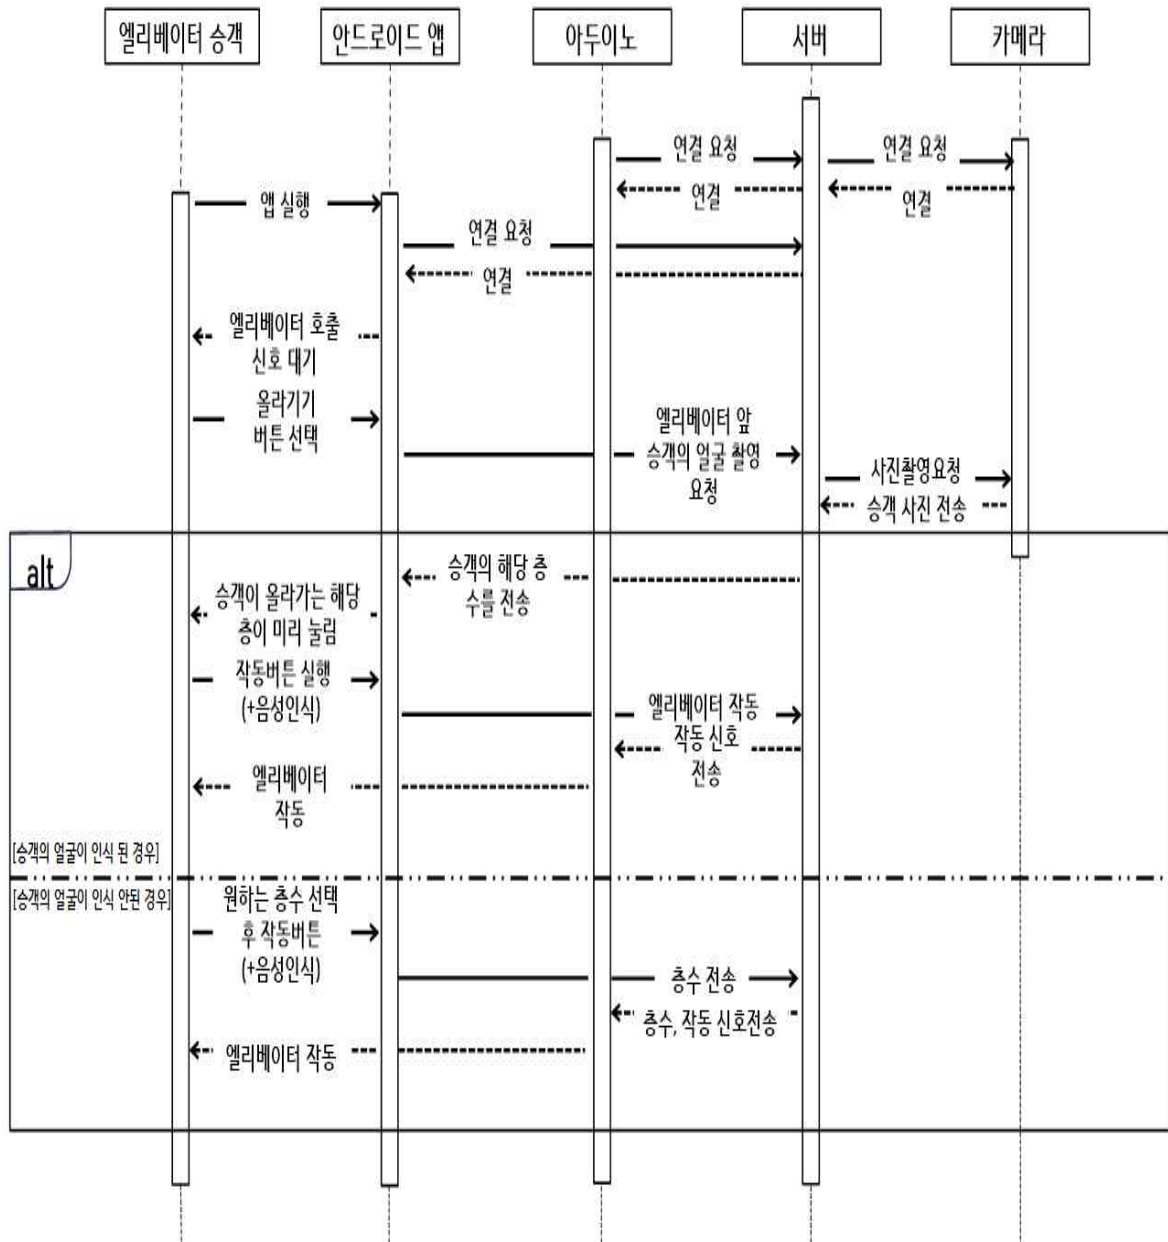 엘리베이터 승객
안드로이드 앱
아두이노
서버
카메라
연결 요청
연결 요청
연결
연결
앱 실행
연결 요청
연결
엘리베이터 호출
신호 대기
올라기기
버튼 선택
엘리베이터 앞
승객의 얼굴 촬영
요청
사진촬영요청
승객 사진 전송
alt
승객의 해당 층
수를 전송
승객이 올라가는 해당
층이 미리 눌림
작동버튼 실행
(+음성인식)
엘리베이터 작동
작동 신호
전송
엘리베이터
작동
[승객의 얼굴이 인식 된 경우]
[승객의 얼굴이 인식 안된 경우]
원하는 층수 선택
후 작동버튼
(+음성인식)
층수 전송
층수, 작동 신호전송
엘리베이터 작동